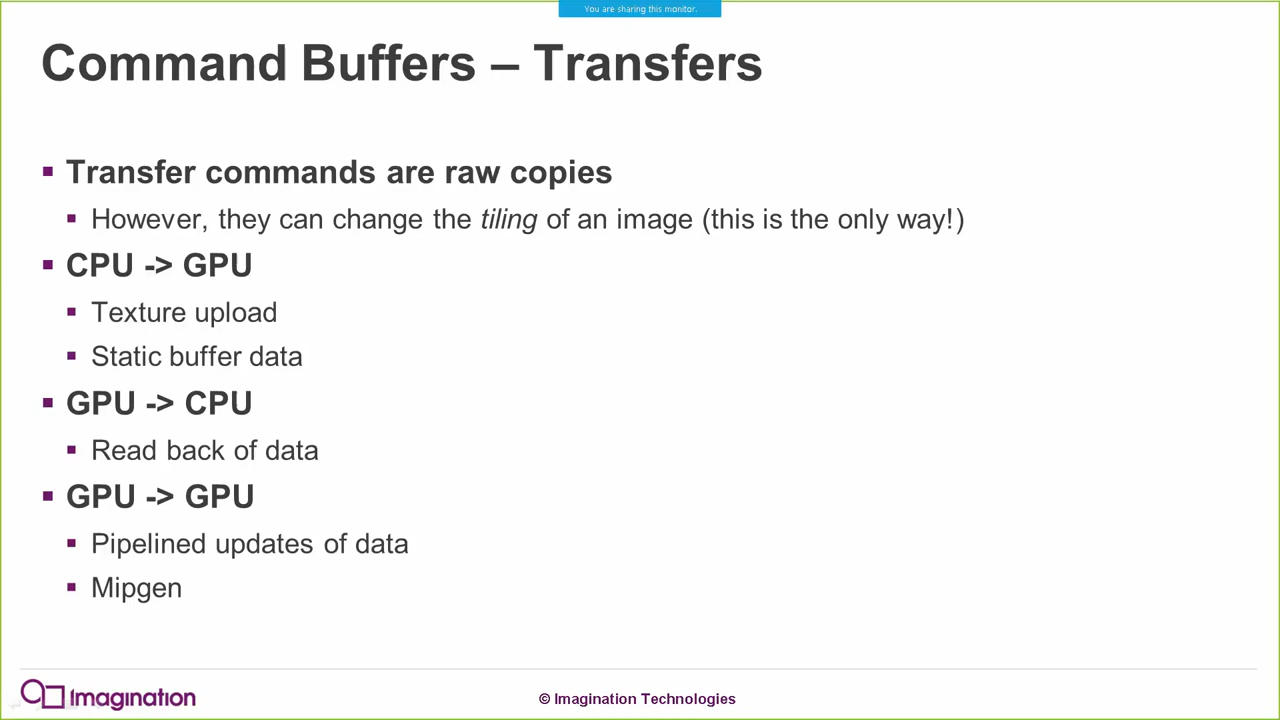 You are sharing this monitor.
Command Buffers – Transfers
Transfer commands are raw copies
However, they can change the tiling of an image (this is the only way!)
CPU -> GPU
Texture upload
Static buffer data
GPU -> CPU
Read back of data
GPU -> GPU
Pipelined updates of data
Mipgen
Imagination
© Imagination Technologies